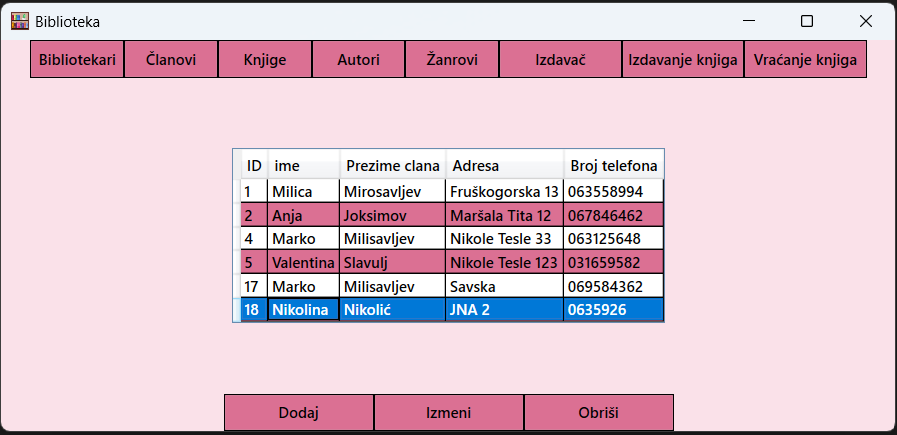 Biblioteka
Bibliotekari Članovi Knjige Autori Žanrovi Izdavač Izdavanje knjiga Vraćanje knjiga
ID ime Prezime clana Adresa Broj telefona
1 Milica Mirosavljev Fruškogorska 13 063558994
2 Anja Joksimov Maršala Tita 12 067846462
4 Marko Milisavljev Nikole Tesle 33 063125648
5 Valentina Slavulj Nikole Tesle 123 031659582
17 Marko Milisavljev Savska 069584362
18 Nikolina Nikolić JNA 2 0635926
Dodaj Izmeni Obriši